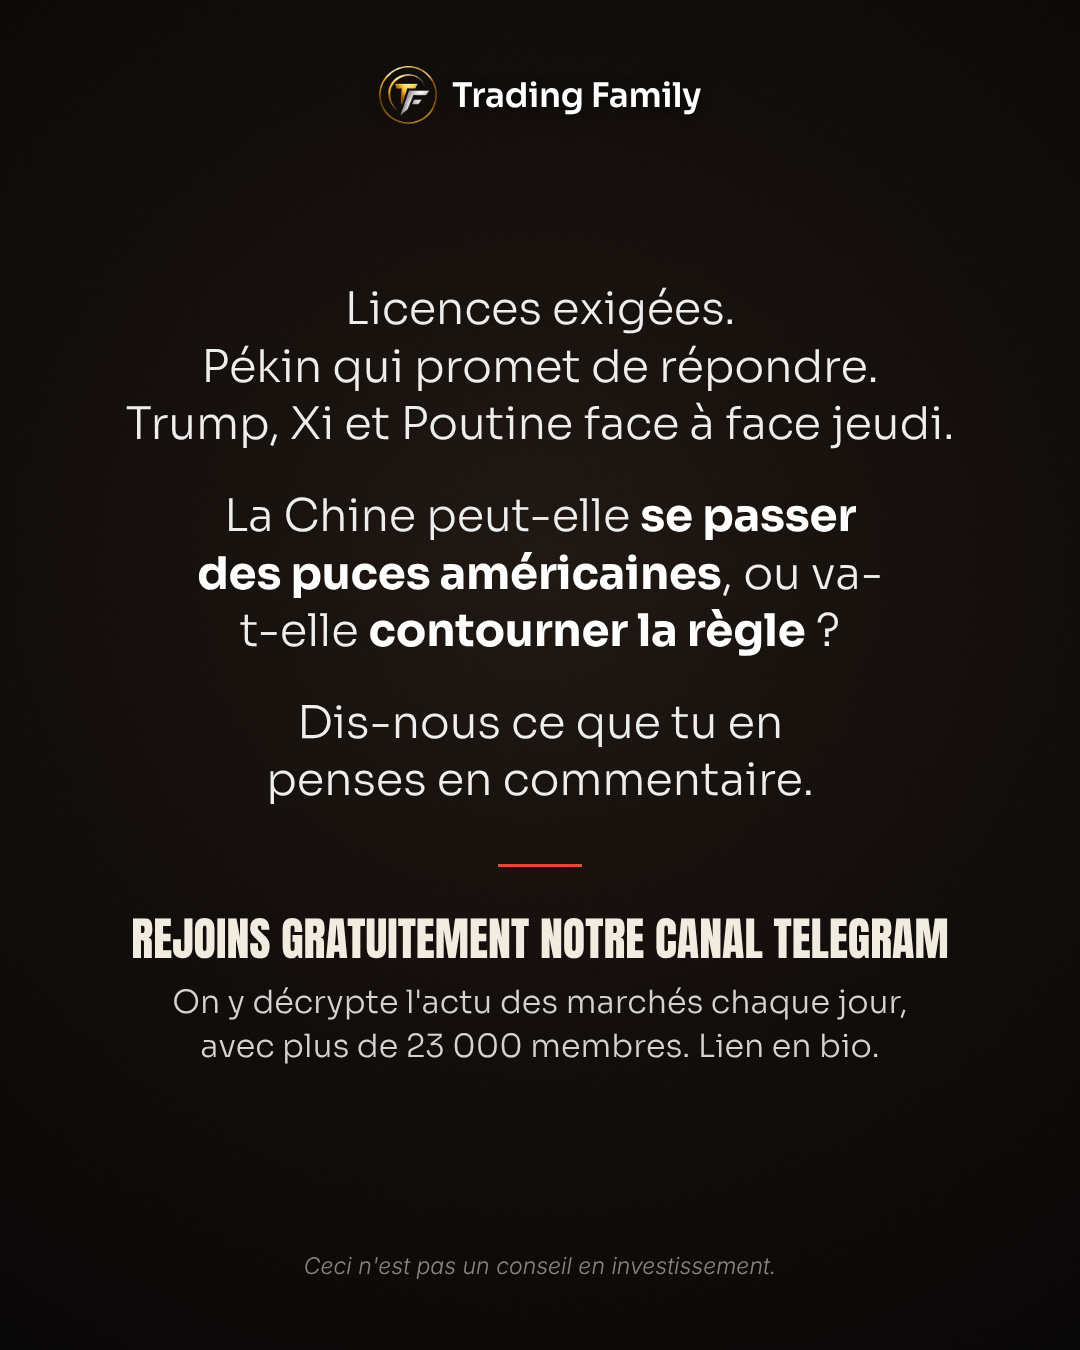 TF Trading Family
Licences exigées.
Pékin qui promet de répondre.
Trump, Xi et Poutine face à face jeudi.
La Chine peut-elle se passer
des puces américaines, ou va-
t-elle contourner la règle ?
Dis-nous ce que tu en
penses en commentaire.
REJOINS GRATUITEMENT NOTRE CANAL TELEGRAM
On y décrypte l'actu des marchés chaque jour,
avec plus de 23 000 membres. Lien en bio.
Ceci n'est pas un conseil en investissement.